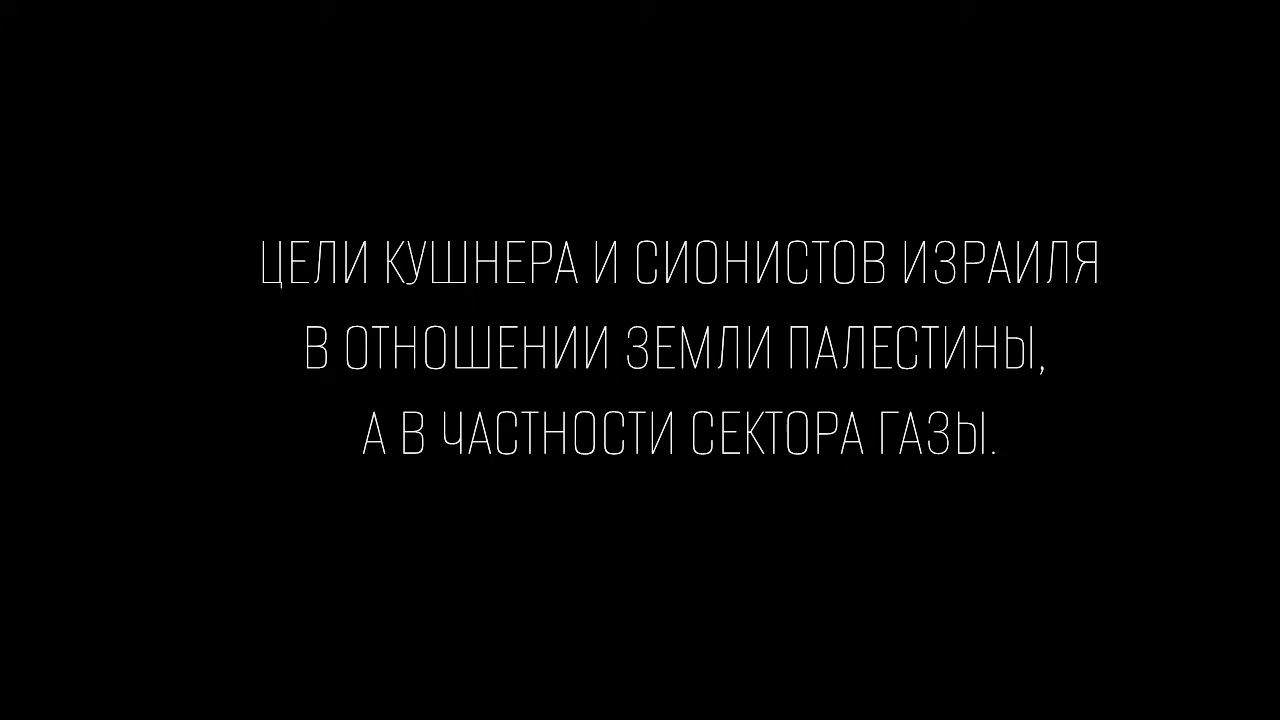 ЦЕЛИ КУШНЕРА И СИОНИСТОВ ИЗРАИЛЯ
В ОТНОШЕНИИ ЗЕМЛИ ПАЛЕСТИНЫ,
А В ЧАСТНОСТИ СЕКТОРА ГАЗЫ.